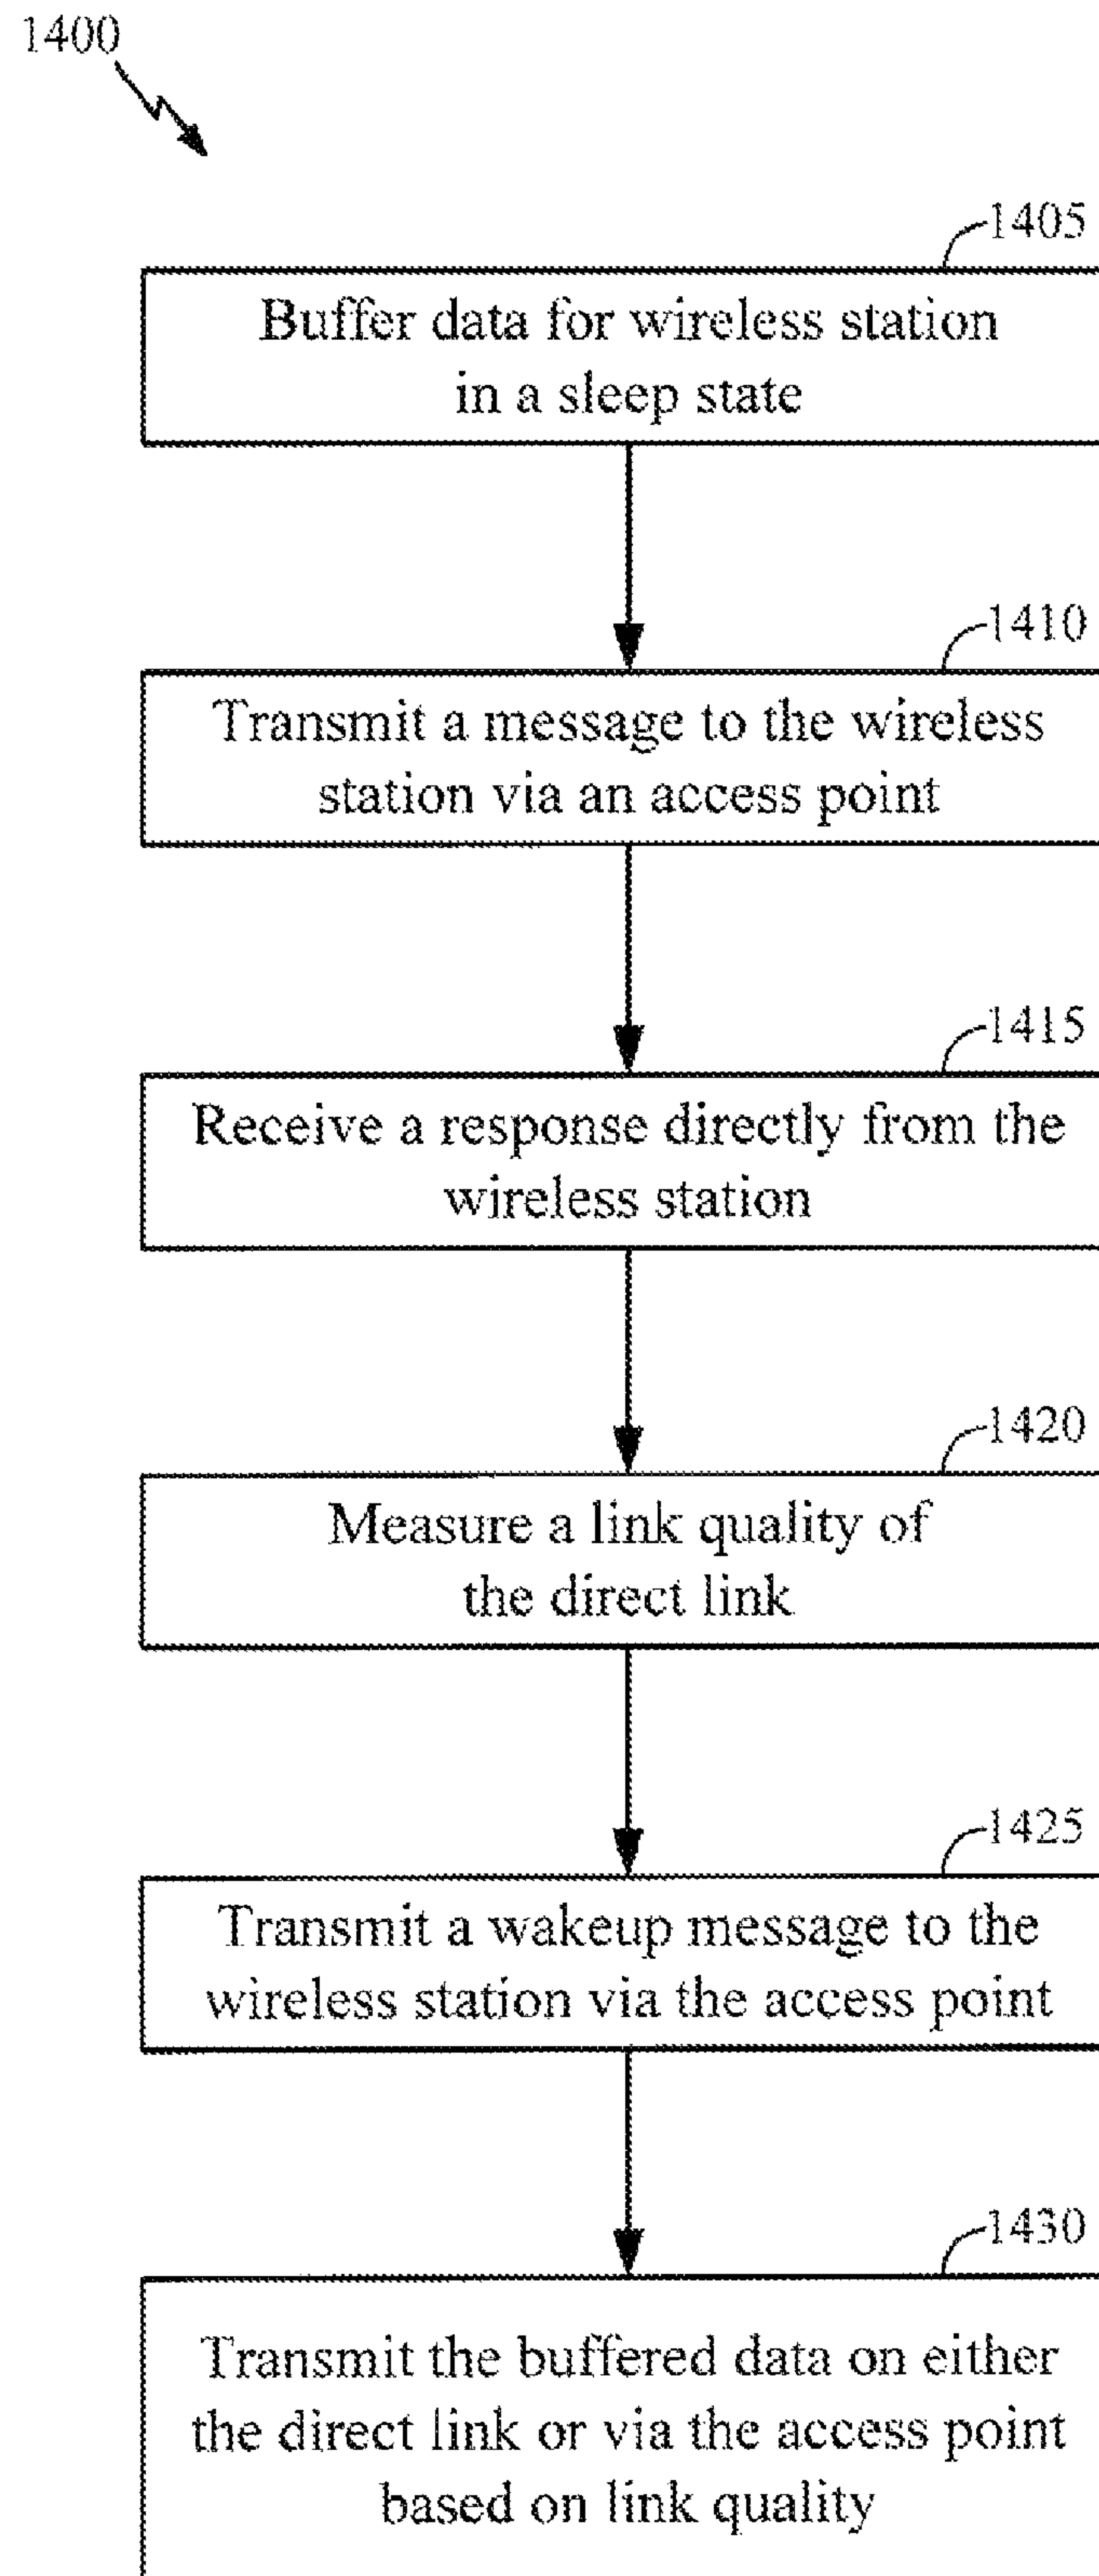 1400
1405
Buffer data for wireless station
in a sleep state
1410
Transmit a message to the wireless
station via an access point
1415
Receive a response directly from the
wireless station
1420
Measure a link quality of
the direct link
1425
Transmit a wakeup message to the
wireless station via the access point
1430
Transmit the buffered data on either
the direct link or via the access point
based on link quality